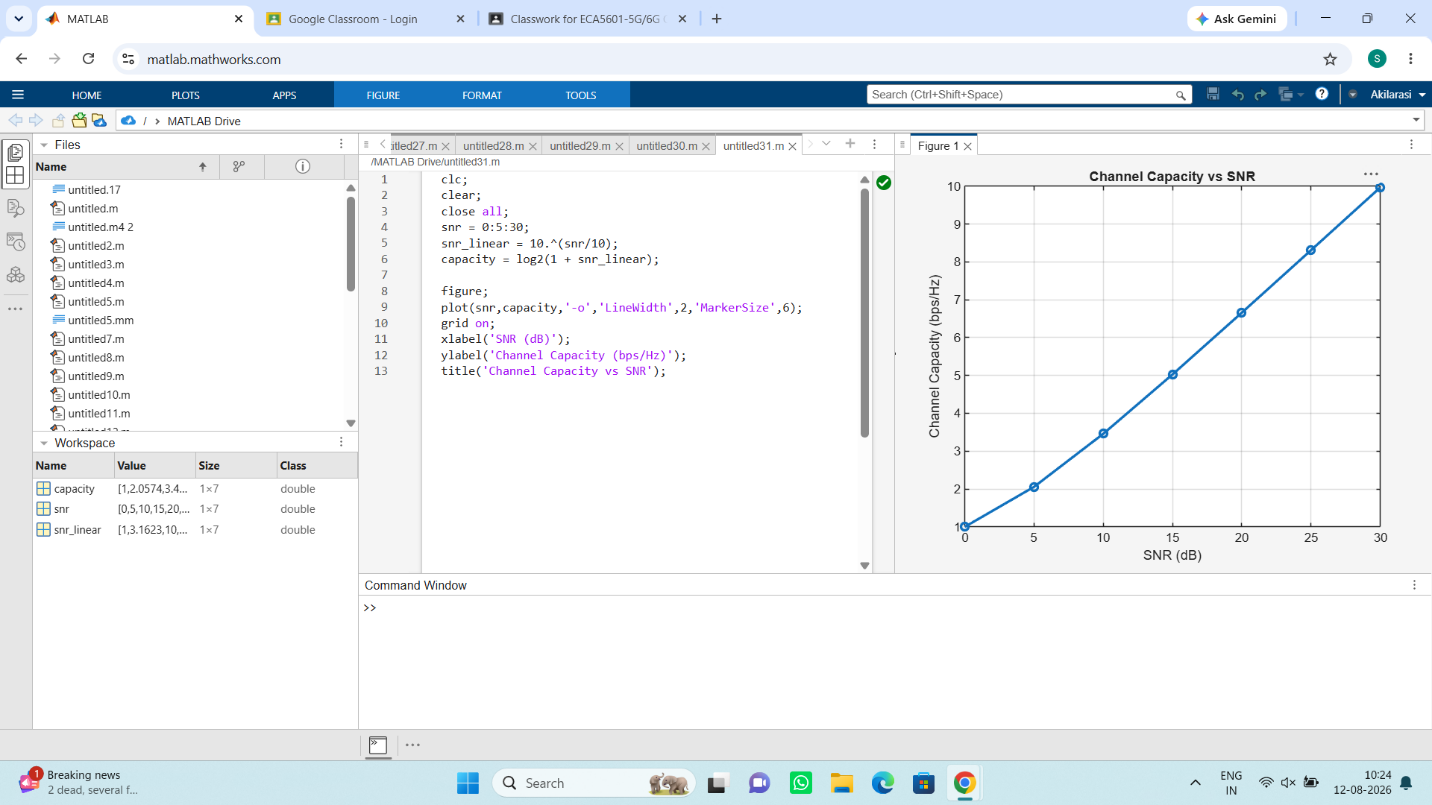 MATLAB
Google Classroom - Login
Classwork for ECA5601-5G/6G
Ask Gemini
matlab.mathworks.com
S
HOME PLOTS APPS FIGURE FORMAT TOOLS
Search (Ctrl+Shift+Space)
Akilarasi
/ > MATLAB Drive
Files
Name
untitled.17
untitled.m
untitled.m4 2
untitled2.m
untitled3.m
untitled4.m
untitled5.m
untitled5.mm
untitled7.m
untitled8.m
untitled9.m
untitled10.m
untitled11.m
Workspace
Name Value Size Class
capacity [1,2.0574,3.4... 1×7 double
snr [0,5,10,15,20,... 1×7 double
snr_linear [1,3.1623,10,... 1×7 double
itled27.m untitled28.m untitled29.m untitled30.m untitled31.m
/MATLAB Drive/untitled31.m
1 clc;
2 clear;
3 close all;
4 snr = 0:5:30;
5 snr_linear = 10.^(snr/10);
6 capacity = log2(1 + snr_linear);
7
8 figure;
9 plot(snr,capacity,'-o','LineWidth',2,'MarkerSize',6);
10 grid on;
11 xlabel('SNR (dB)');
12 ylabel('Channel Capacity (bps/Hz)');
13 title('Channel Capacity vs SNR');
Figure 1
Channel Capacity vs SNR
Channel Capacity (bps/Hz)
10
9
8
7
6
5
4
3
2
1
0 5 10 15 20 25 30
SNR (dB)
Command Window
>>
1
Breaking news
2 dead, several f...
Search
ENG
IN
10:24
12-08-2026